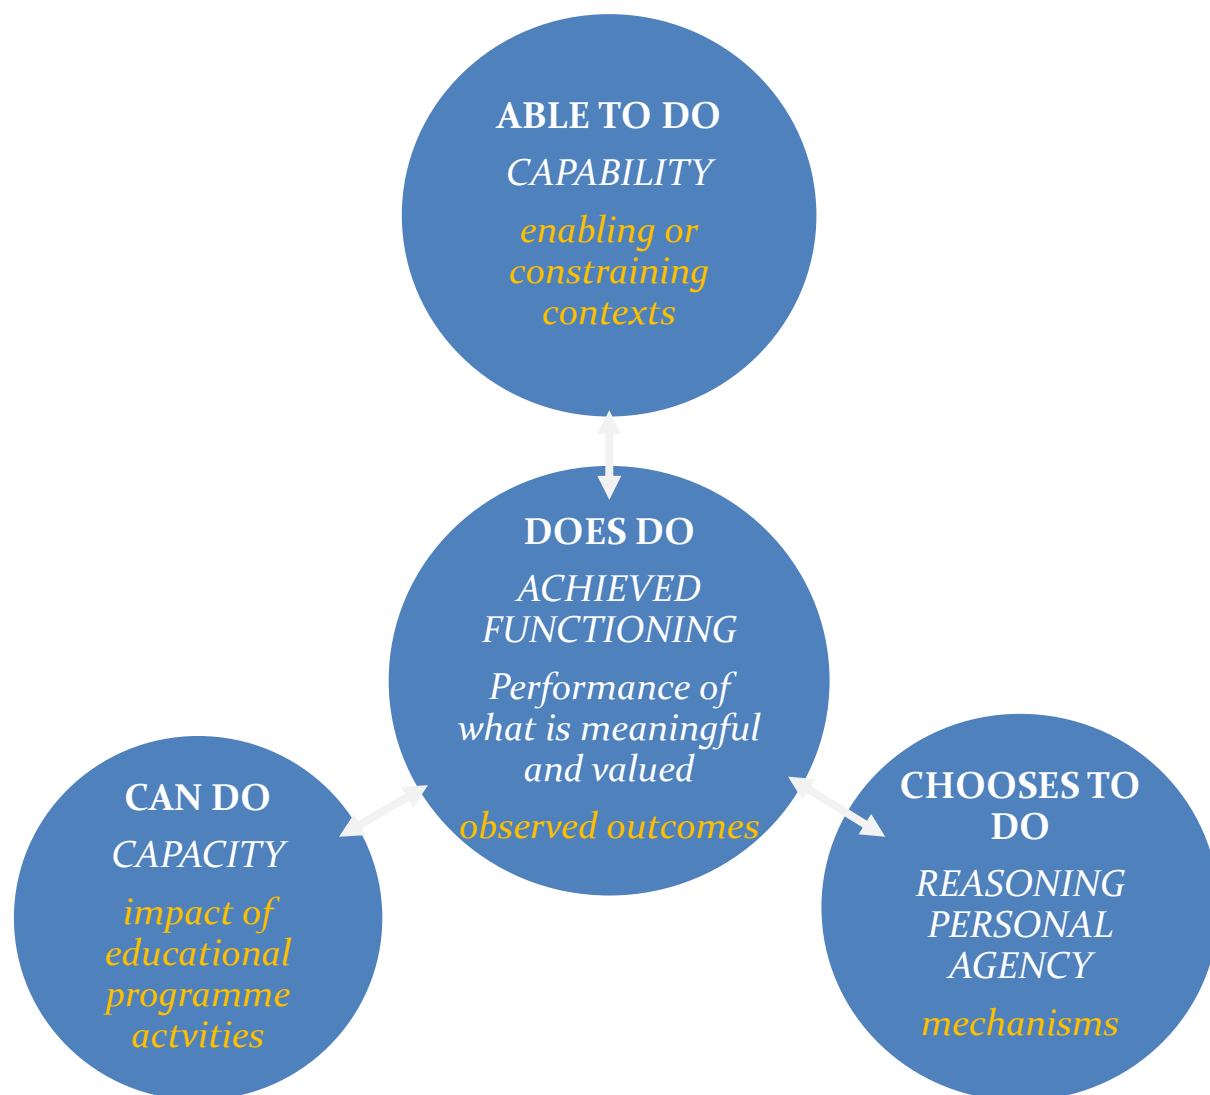 ABLE TO DO
CAPABILITY
enabling or
constraining
contexts
DOES DO
ACHIEVED
FUNCTIONING
Performance of
what is meaningful
and valued
observed outcomes
CAN DO
CAPACITY
impact of
educational
programme
actvities
CHOOSES TO
DO
REASONING
PERSONAL
AGENCY
mechanisms